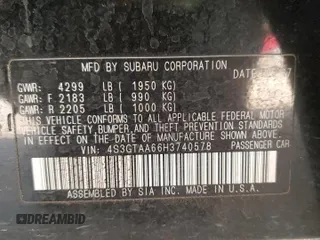 MFD BY SUBARU CORPORATION
DATE
GVWR: 4299 LB ( 1950 KG)
GAWR: F 2183 LB ( 990 KG)
GAWR: R 2205 LB ( 1000 KG)
THIS VEHICLE CONFORMS TO ALL APPLICABLE FEDERAL MOTOR
VEHICLE SAFETY, BUMPER, AND THEFT PREVENTION STANDARDS
IN EFFECT ON THE DATE OF MANUFACTURE SHOWN ABOVE.
VIN: 4S3GTAA66H3740578 PASSENGER CAR
ASSEMBLED BY SIA, INC. MADE IN U.S.A.
DREAMBID